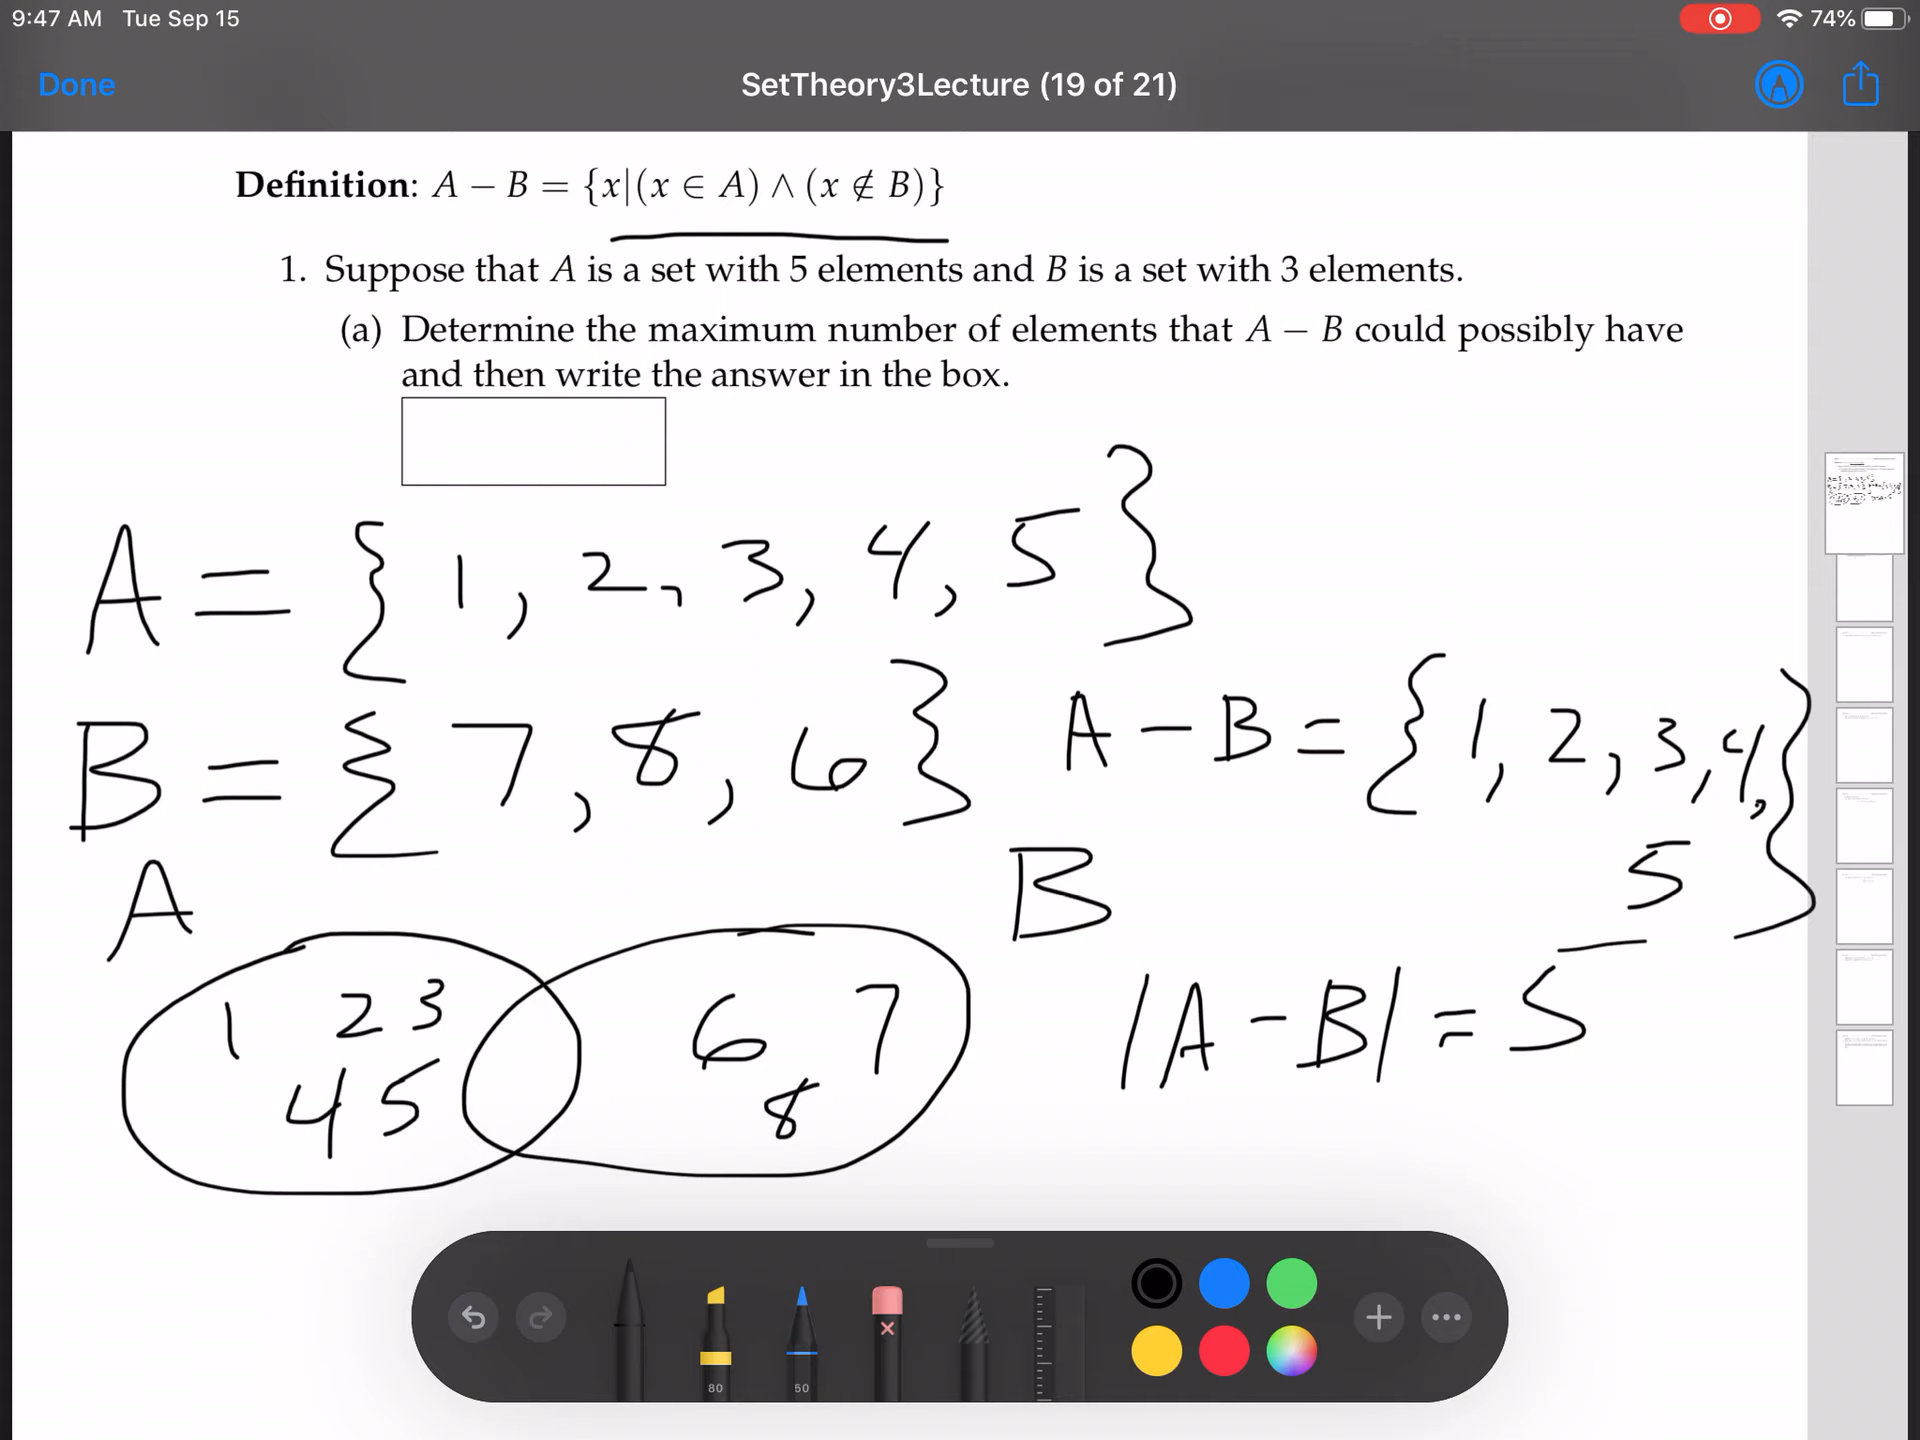 9:47 AM Tue Sep 15
74%
Done
SetTheory3Lecture (19 of 21)
Definition: A − B = {x|(x ∈ A) ∧ (x ∉ B)}
1. Suppose that A is a set with 5 elements and B is a set with 3 elements.
(a) Determine the maximum number of elements that A − B could possibly have
and then write the answer in the box.
A = { 1, 2, 3, 4, 5 }
B = { 7, 8, 6 }
A − B = { 1, 2, 3, 4, 5 }
A
B
1 2 3
4 5
6 7
8
|A − B| = 5
80
50